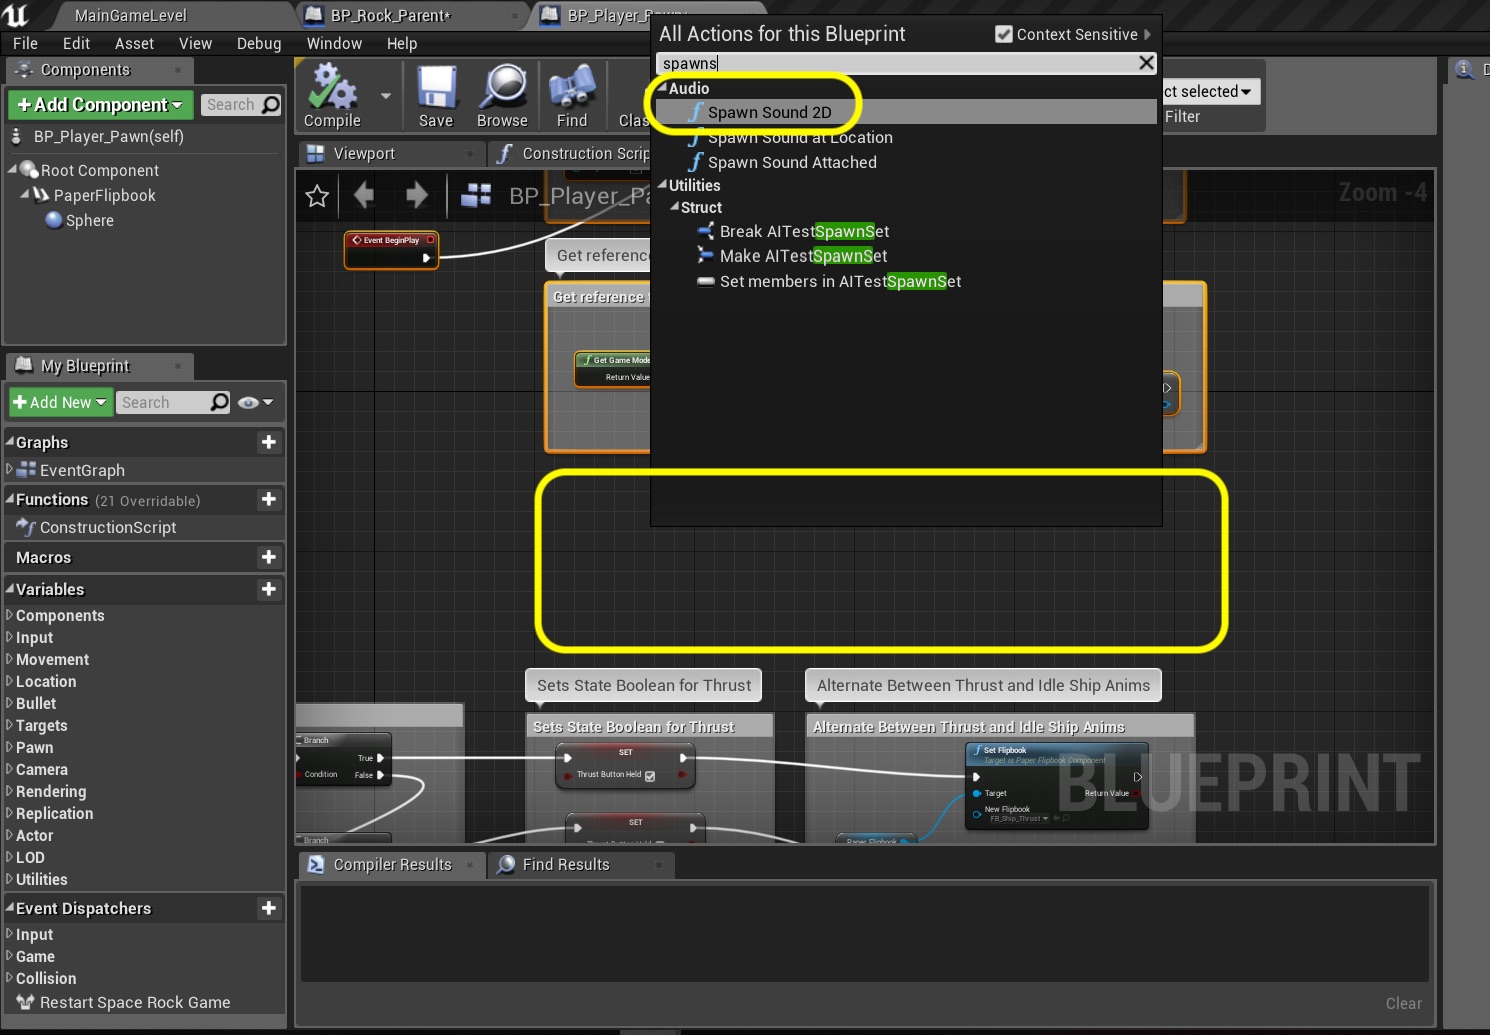 MainGameLevel
BP_Rock_Parent*
BP_Player_Pawn*
File Edit Asset View Debug Window Help
Components
+Add Component
Search
BP_Player_Pawn(self)
Root Component
PaperFlipbook
Sphere
My Blueprint
+Add New
Search
Graphs
EventGraph
Functions (21 Overridable)
ConstructionScript
Macros
Variables
Components
Input
Movement
Location
Bullet
Targets
Pawn
Camera
Rendering
Replication
Actor
LOD
Utilities
Event Dispatchers
Input
Game
Collision
Restart Space Rock Game
Compile
Save
Browse
Find
Clas
ct selected
Filter
Viewport
Construction Scrip
BP_Player_Pa
Zoom -4
All Actions for this Blueprint
Context Sensitive
spawns
Audio
Spawn Sound 2D
Spawn Sound at Location
Spawn Sound Attached
Utilities
Struct
Break AITestSpawnSet
Make AITestSpawnSet
Set members in AITestSpawnSet
Event BeginPlay
Get reference
Get reference
Get Game Mode
Return Value
Sets State Boolean for Thrust
Alternate Between Thrust and Idle Ship Anims
Sets State Boolean for Thrust
Alternate Between Thrust and Idle Ship Anims
Branch
True
Condition False
Branch
SET
Thrust Button Held
SET
Thrust Button Held
Set Flipbook
Target is Paper Flipbook Component
Target Return Value
New Flipbook
FB_Ship_Thrust
Paper Flipbook
BLUEPRINT
Compiler Results
Find Results
Clear